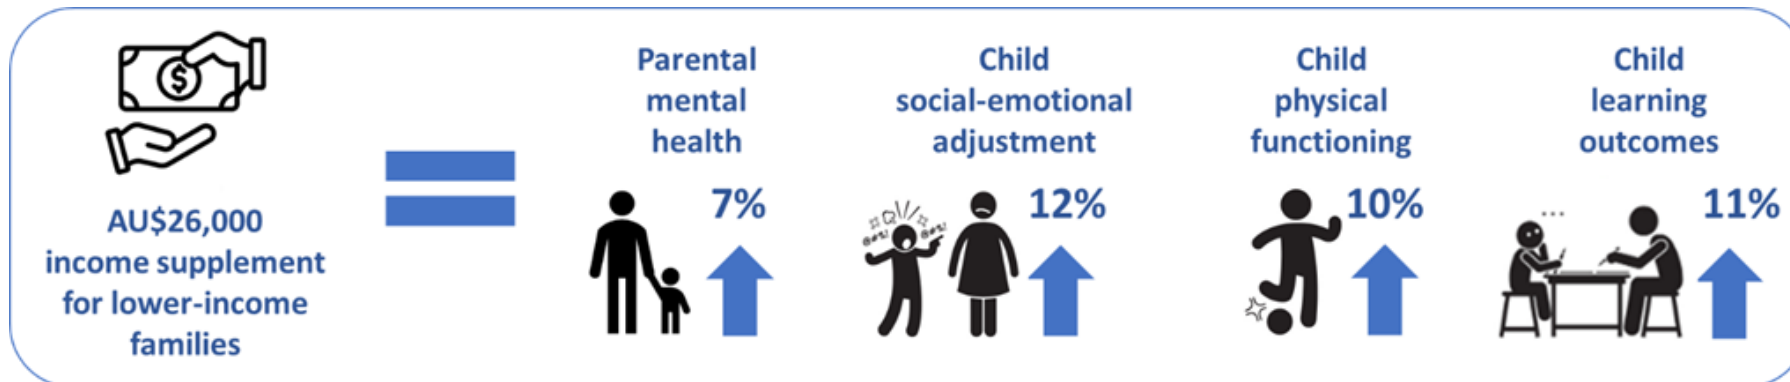 AU$26,000
income supplement
for lower-income
families
Parental
mental
health
7%
Child
social-emotional
adjustment
12%
Child
physical
functioning
10%
Child
learning
outcomes
11%